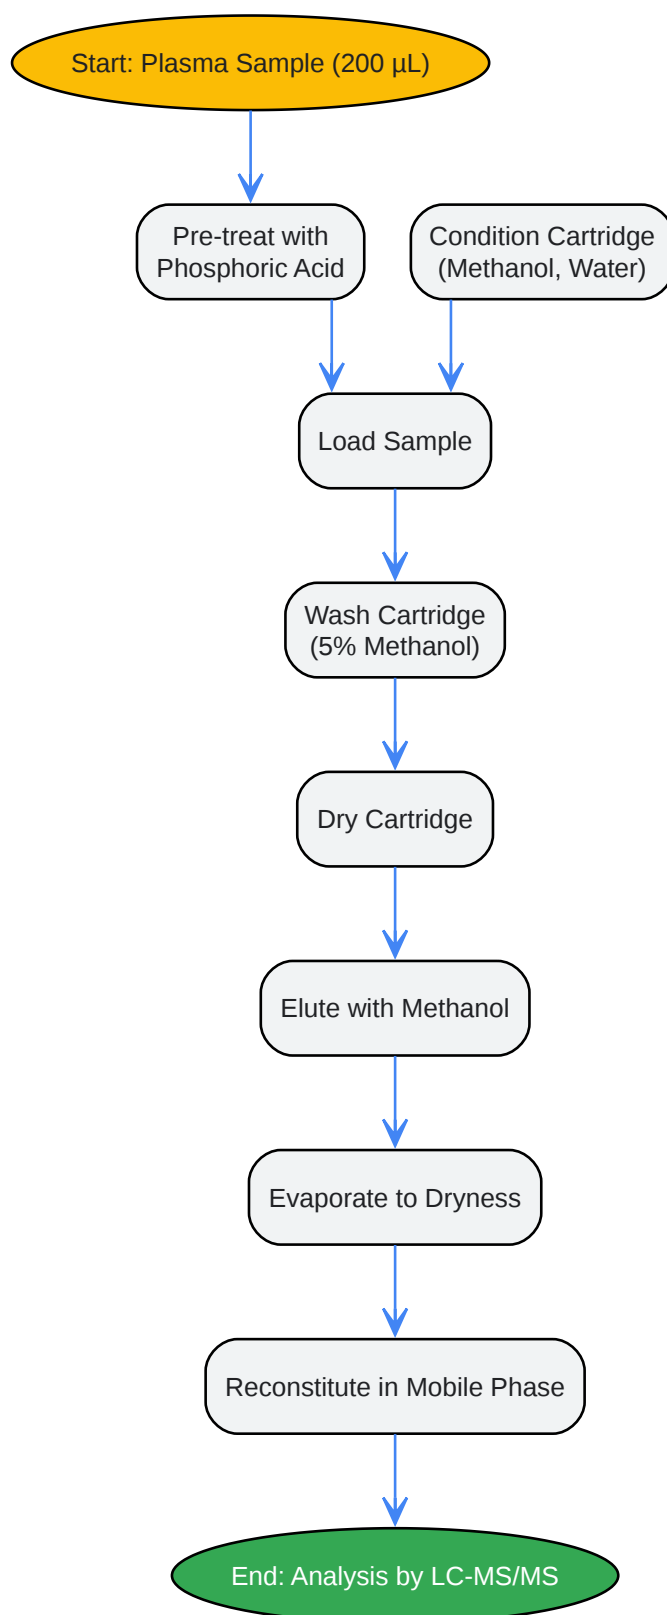 Start: Plasma Sample (200 µL)
Pre-treat with
Phosphoric Acid
Condition Cartridge
(Methanol, Water)
Load Sample
Wash Cartridge
(5% Methanol)
Dry Cartridge
Elute with Methanol
Evaporate to Dryness
Reconstitute in Mobile Phase
End: Analysis by LC-MS/MS